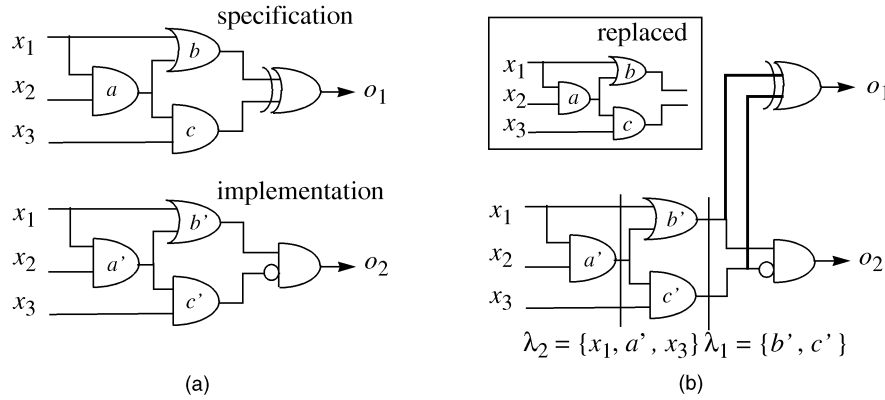 specification
x1
x2
x3
a
b
c
o1
implementation
x1
x2
x3
a'
b'
c'
o2
(a)
replaced
x1
x2
x3
a
b
c
o1
x1
x2
x3
a'
b'
c'
o2
λ2 = {x1, a', x3} λ1 = {b', c'}
(b)